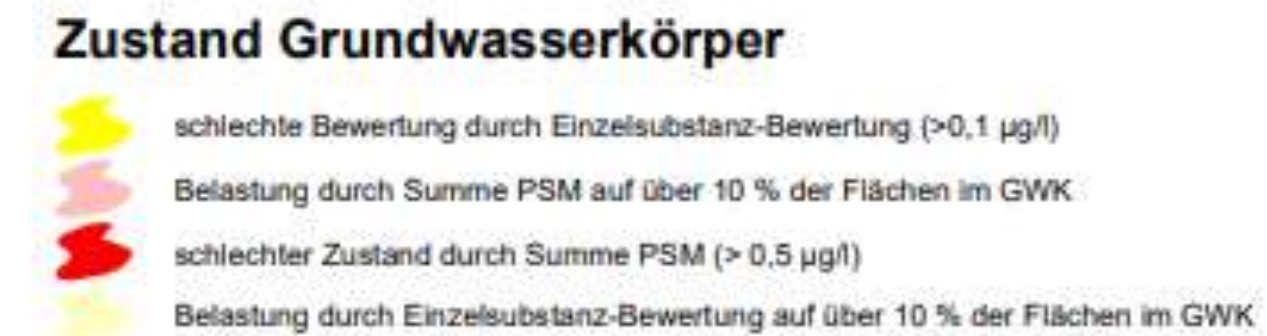 Zustand Grundwasserkörper
schlechte Bewertung durch Einzelsubstanz-Bewertung (>0,1 µg/l)
Belastung durch Summe PSM auf über 10 % der Flächen im GWK
schlechter Zustand durch Summe PSM (> 0,5 µg/l)
Belastung durch Einzelsubstanz-Bewertung auf über 10 % der Flächen im GWK